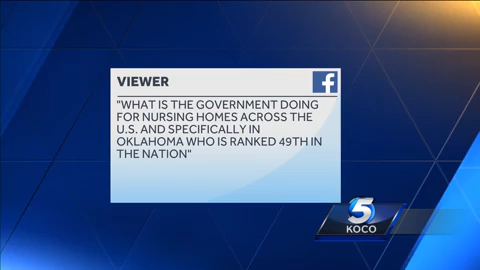 VIEWER
f
"WHAT IS THE GOVERNMENT DOING
FOR NURSING HOMES ACROSS THE
U.S. AND SPECIFICALLY IN
OKLAHOMA WHO IS RANKED 49TH IN
THE NATION"
5
KOCO